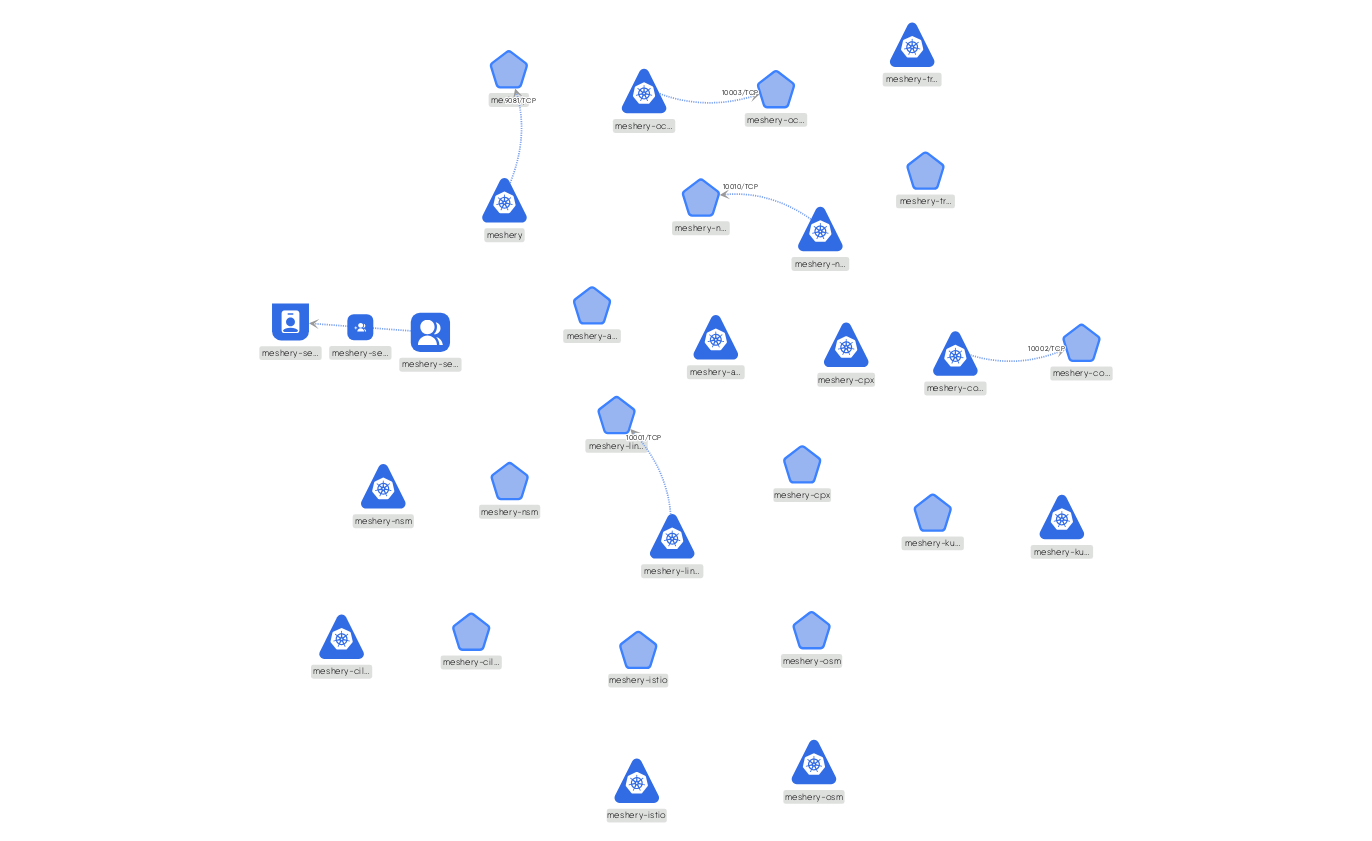 meshery-tr...
me.
9081/TCP
10003/TCP
meshery-oc...
meshery-oc...
10010/TCP
meshery-tr...
meshery-n...
meshery
meshery-n...
meshery-a...
meshery-se...
meshery-se...
meshery-se...
meshery-a...
meshery-cpx
10002/TCP
meshery-co...
meshery-co...
10001/TCP
meshery-lin...
meshery-cpx
meshery-nsm
meshery-nsm
meshery-ku...
meshery-ku...
meshery-lin...
meshery-cil...
meshery-cil...
meshery-istio
meshery-osm
meshery-osm
meshery-istio